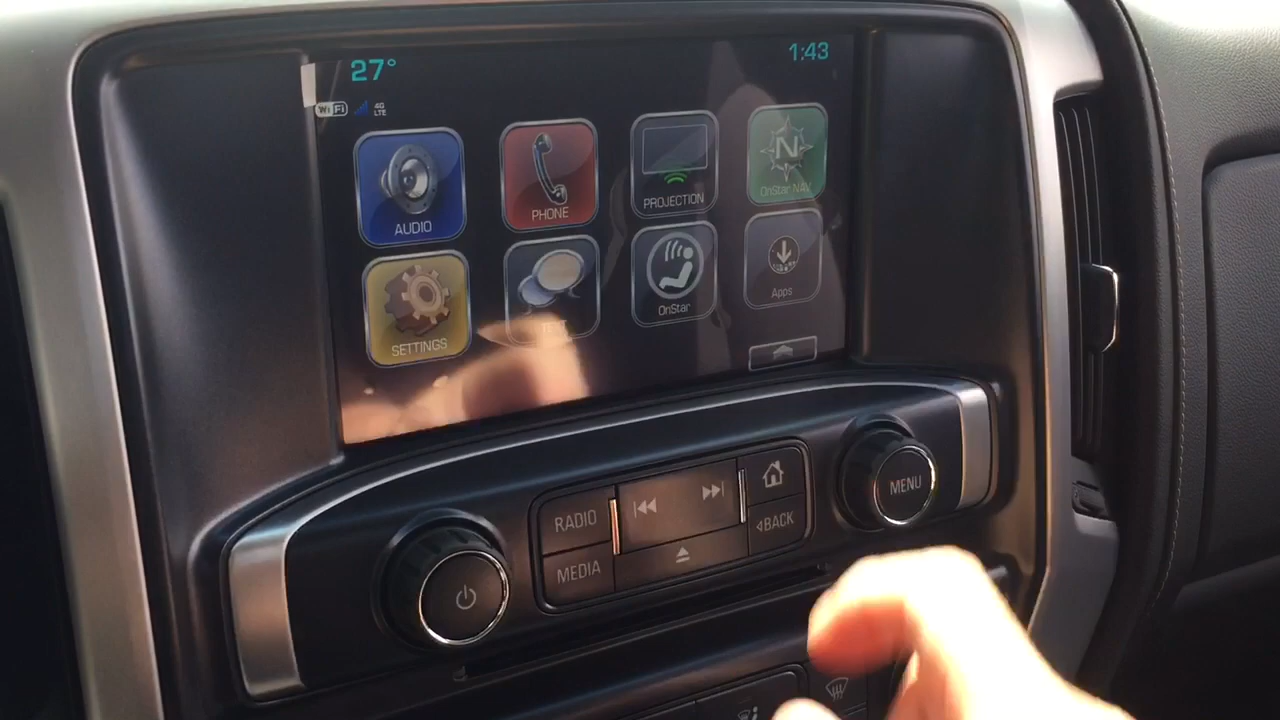 27°
1:43
WiFi
4G
LTE
AUDIO
PHONE
PROJECTION
N
OnStar NAV
SETTINGS
OnStar
Apps
RADIO
MEDIA
BACK
MENU